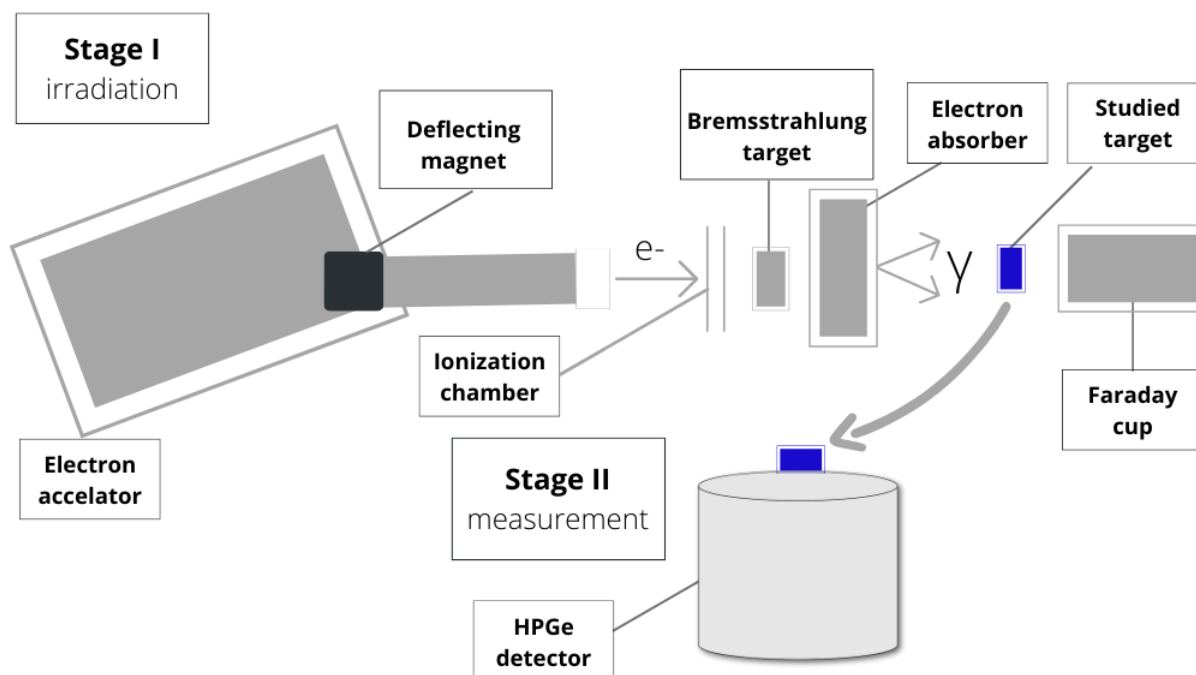 Stage I
irradiation
Deflecting
magnet
Bremsstrahlung
target
Electron
absorber
Studied
target
e-
γ
Ionization
chamber
Faraday
cup
Electron
accelator
Stage II
measurement
HPGe
detector